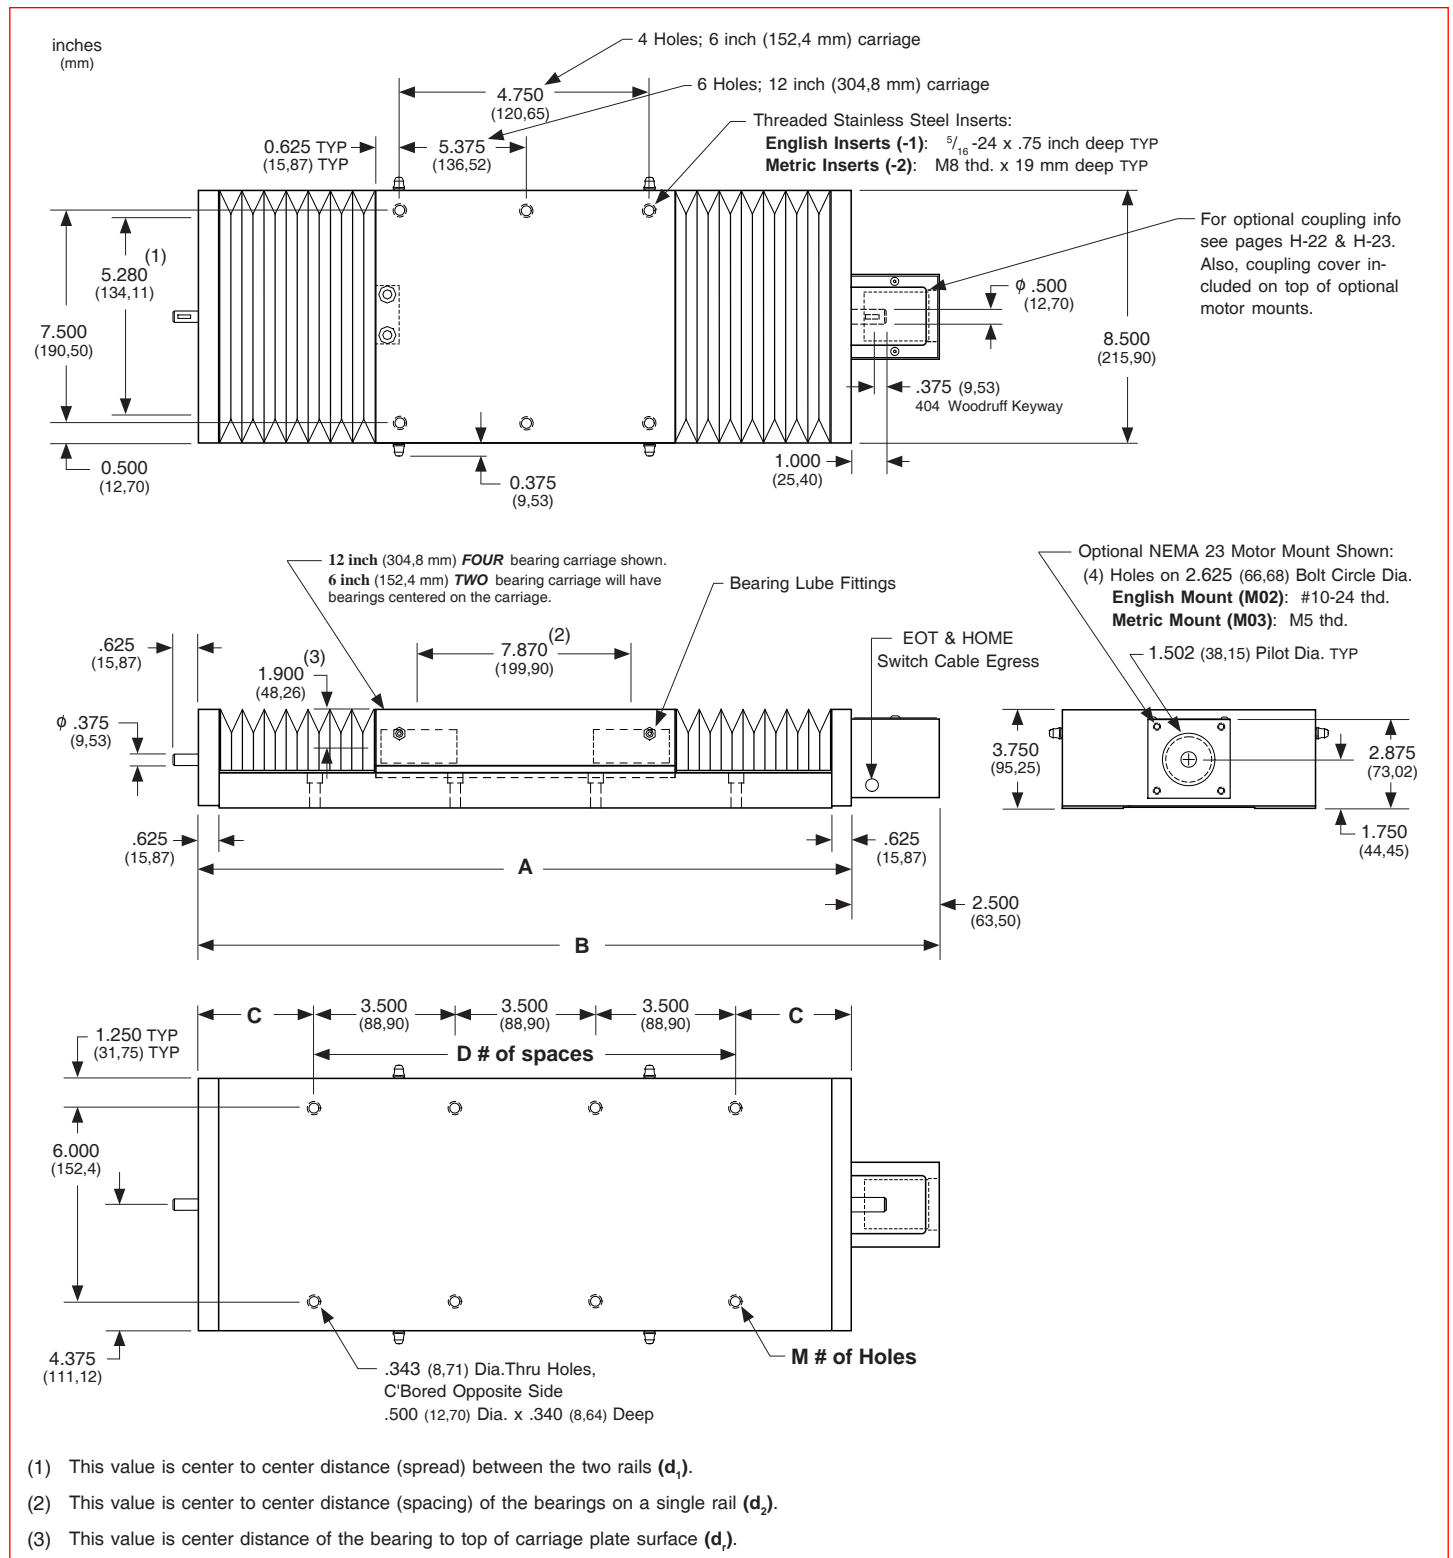 inches
(mm)
4 Holes; 6 inch (152,4 mm) carriage
4.750
(120,65)
6 Holes; 12 inch (304,8 mm) carriage
0.625 TYP
(15,87) TYP
5.375
(136,52)
Threaded Stainless Steel Inserts:
English Inserts (-1): 5/16 -24 x .75 inch deep TYP
Metric Inserts (-2): M8 thd. x 19 mm deep TYP
For optional coupling info
see pages H-22 & H-23.
Also, coupling cover in-
cluded on top of optional
motor mounts.
5.280 (1)
(134,11)
7.500
(190,50)
ϕ .500
(12,70)
8.500
(215,90)
.375 (9,53)
404 Woodruff Keyway
0.500
(12,70)
0.375
(9,53)
1.000
(25,40)
12 inch (304,8 mm) FOUR bearing carriage shown.
6 inch (152,4 mm) TWO bearing carriage will have
bearings centered on the carriage.
Bearing Lube Fittings
Optional NEMA 23 Motor Mount Shown:
(4) Holes on 2.625 (66,68) Bolt Circle Dia.
English Mount (M02): #10-24 thd.
Metric Mount (M03): M5 thd.
EOT & HOME
Switch Cable Egress
1.502 (38,15) Pilot Dia. TYP
.625
(15,87)
1.900 (3)
(48,26)
7.870 (2)
(199,90)
ϕ .375
(9,53)
3.750
(95,25)
2.875
(73,02)
1.750
(44,45)
.625
(15,87)
.625
(15,87)
A
2.500
(63,50)
B
C
3.500
(88,90)
3.500
(88,90)
3.500
(88,90)
C
1.250 TYP
(31,75) TYP
D # of spaces
6.000
(152,4)
4.375
(111,12)
.343 (8,71) Dia.Thru Holes,
C'Bored Opposite Side
.500 (12,70) Dia. x .340 (8,64) Deep
M # of Holes
(1) This value is center to center distance (spread) between the two rails (d1).
(2) This value is center to center distance (spacing) of the bearings on a single rail (d2).
(3) This value is center distance of the bearing to top of carriage plate surface (dr).